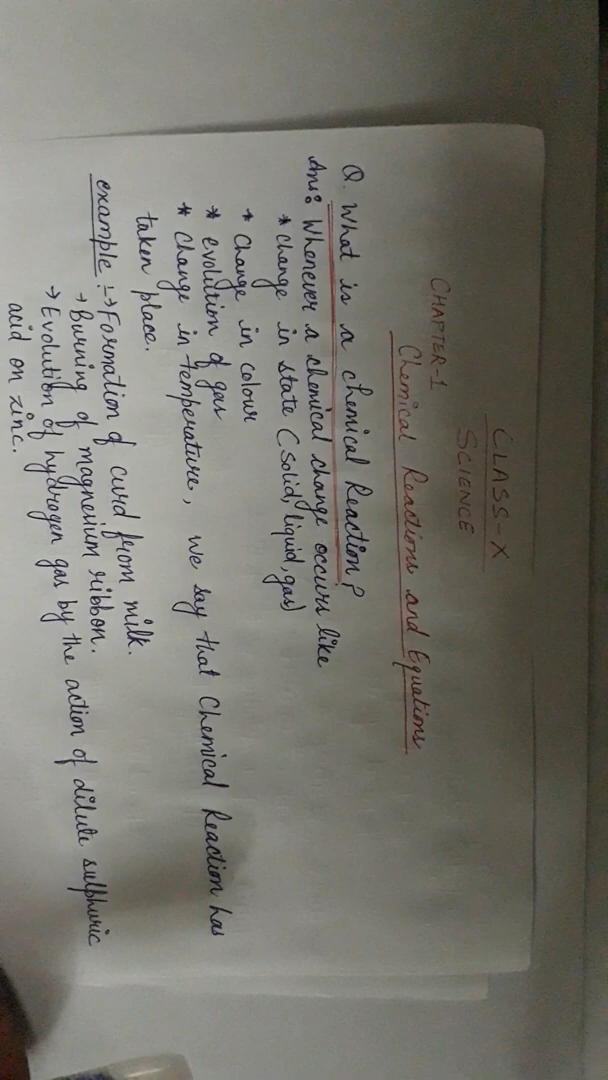 CLASS-X
SCIENCE
CHAPTER-1
Chemical Reactions and Equations
Q. What is a chemical Reaction?
Ans: Whenever a chemical change occurs like
* change in state (solid, liquid, gas)
* change in colour
* evolution of gas
* change in temperature, we say that Chemical Reaction has
taken place.
example :- → Formation of curd from milk.
→ Burning of magnesium ribbon.
→ Evolution of hydrogen gas by the action of dilute sulphuric
acid on zinc.